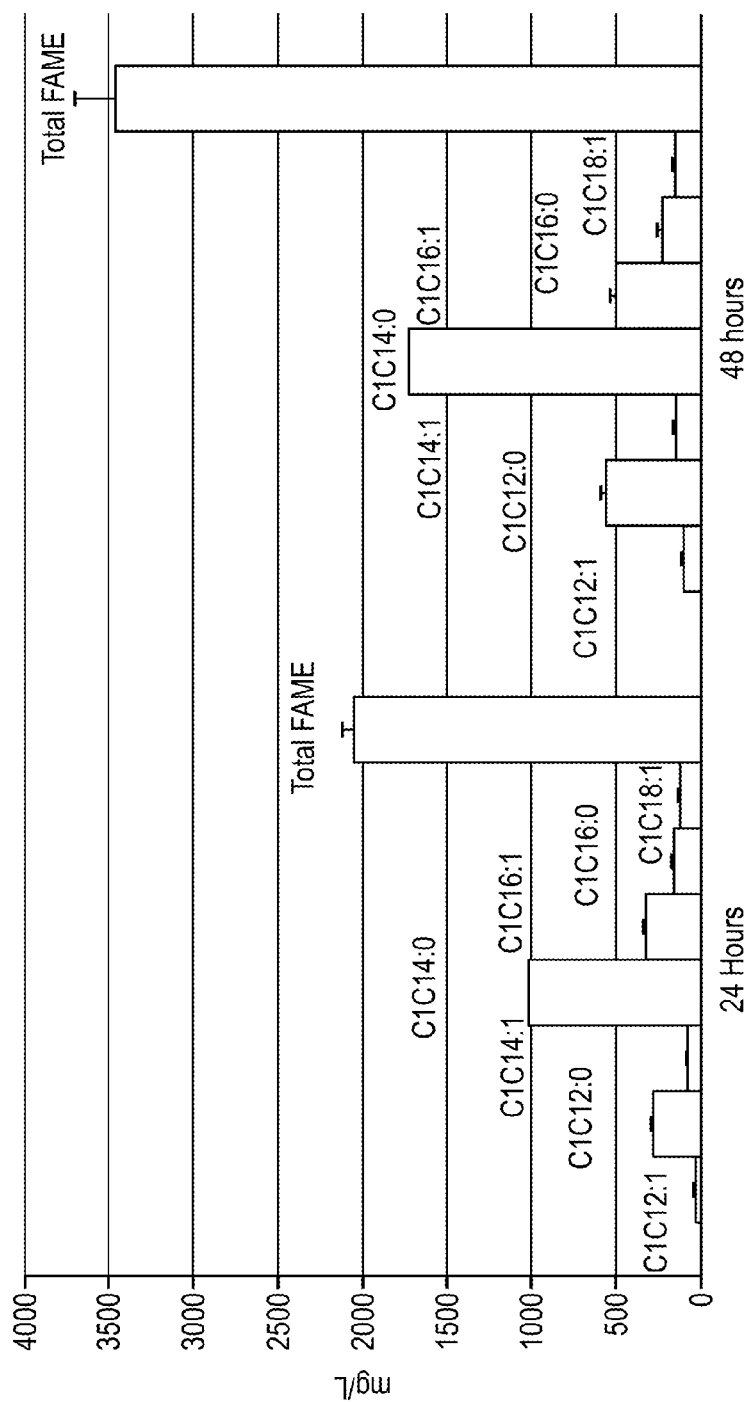 mg/L
4000
3500
3000
2500
2000
1500
1000
500
0
C1C12:1
C1C12:0
C1C14:1
C1C14:0
C1C16:1
C1C16:0
C1C18:1
Total FAME
24 Hours
C1C12:1
C1C12:0
C1C14:1
C1C14:0
C1C16:1
C1C16:0
C1C18:1
Total FAME
48 hours